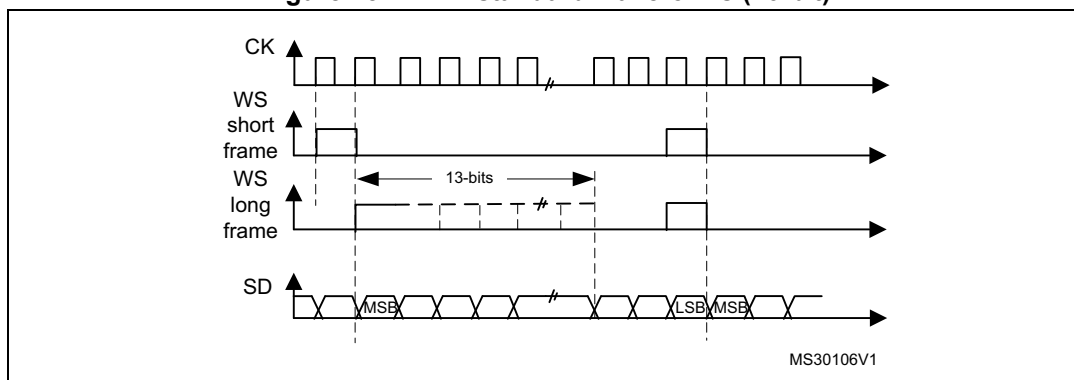 CK
WS
short
frame
WS
13-bits
long
frame
SD
MSB
LSB
MSB
MS30106V1